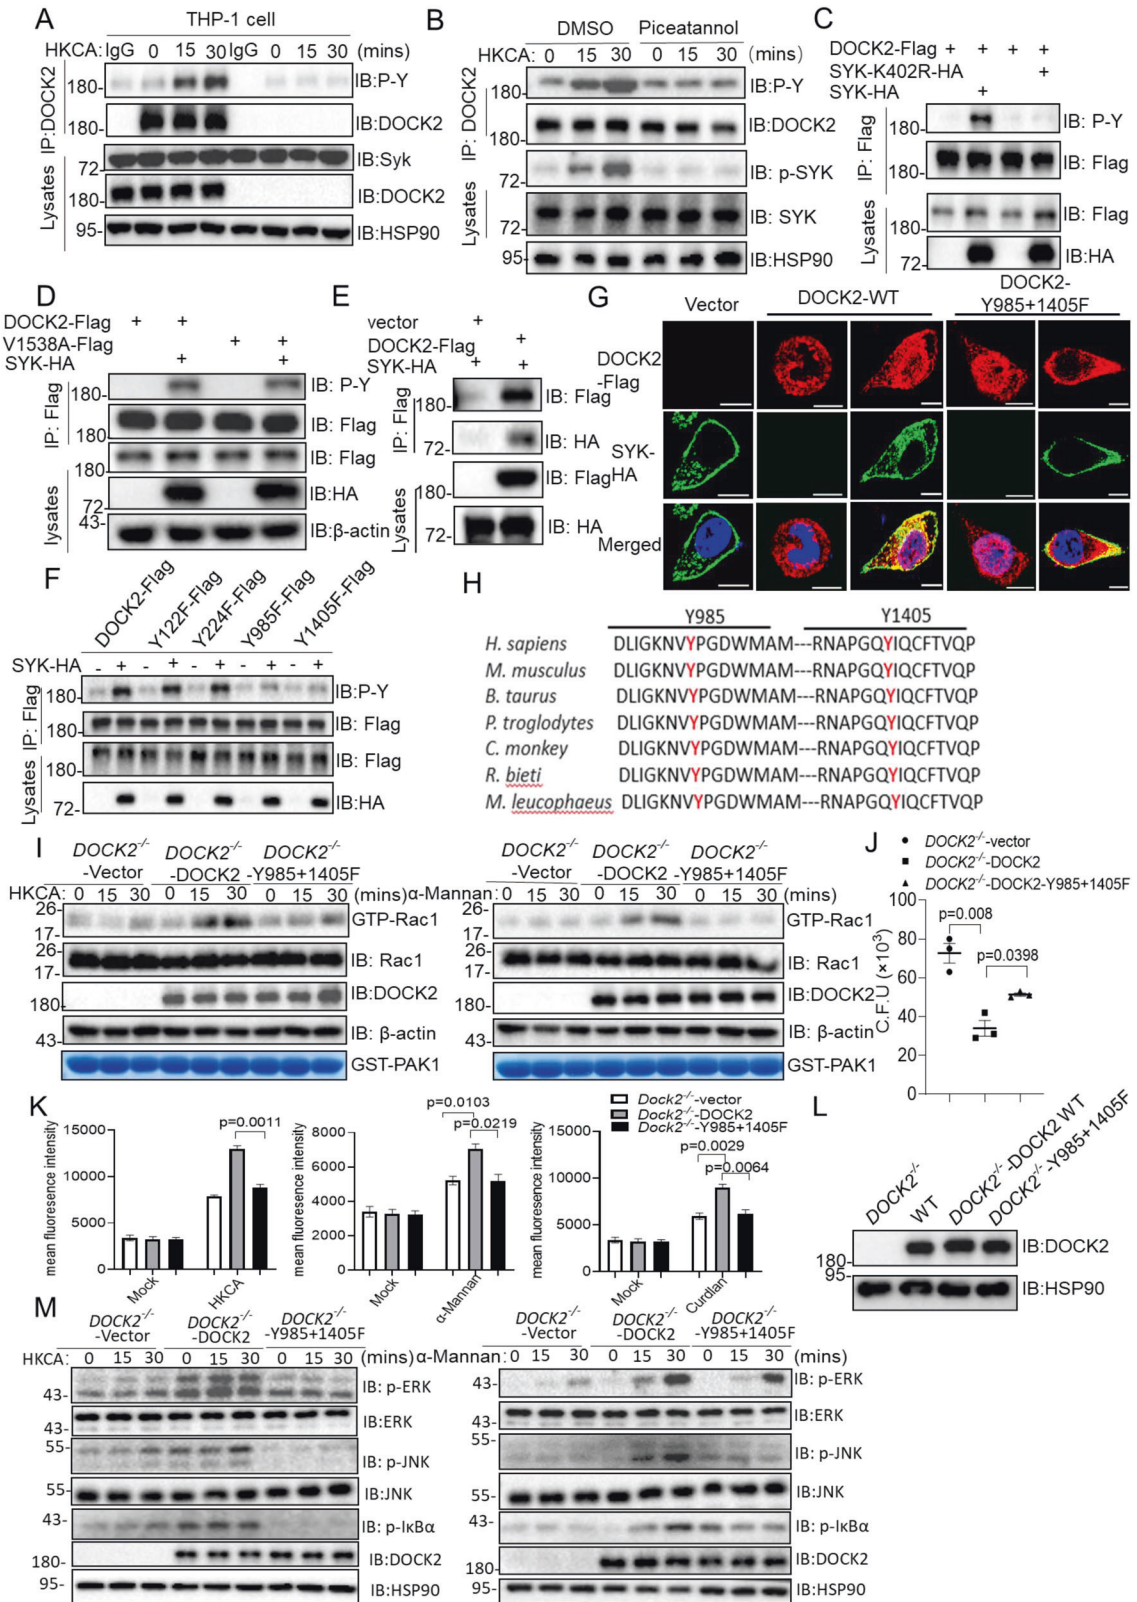 A
THP-1 cell
HKCA: IgG 0 15 30 IgG 0 15 30 (mins)
IP:DOCK2
180-
IB:P-Y
180-
IB:DOCK2
Lysates
72-
IB:Syk
IB:DOCK2
95-
IB:HSP90
B
DMSO Piceatannol
HKCA: 0 15 30 0 15 30 (mins)
IP: DOCK2
180-
IB:P-Y
180-
IB:DOCK2
72-
IB: p-SYK
Lysates
72-
IB: SYK
95-
IB:HSP90
C
DOCK2-Flag + + + +
SYK-K402R-HA +
SYK-HA +
IP: Flag
180-
IB: P-Y
180-
IB: Flag
Lysates
180-
IB: Flag
72-
IB:HA
D
DOCK2-Flag + +
V1538A-Flag + +
SYK-HA + +
IP: Flag
IB: P-Y
180-
IB: Flag
lysates
180-
IB: Flag
72-
IB:HA
43-
IB:β-actin
E
vector +
DOCK2-Flag +
SYK-HA + +
IP: Flag
180-
IB: Flag
72-
IB: HA
Lysates
180-
IB: Flag
72-
IB: HA
F
DOCK2-Flag Y122F-Flag Y224F-Flag Y985F-Flag Y1405F-Flag
SYK-HA - + - + - + - + - +
IP: Flag
180-
IB:P-Y
180-
IB: Flag
Lysates
180-
IB: Flag
72-
IB:HA
G
Vector DOCK2-WT DOCK2-
Y985+1405F
DOCK2
-Flag
SYK-
HA
Merged
H
Y985 Y1405
H. sapiens DLIGKNVYPGDWMAM---RNAPGQYIQCFTVQP
M. musculus DLIGKNVYPGDWMAM---RNAPGQYIQCFTVQP
B. taurus DLIGKNVYPGDWMAM---RNAPGQYIQCFTVQP
P. troglodytes DLIGKNVYPGDWMAM---RNAPGQYIQCFTVQP
C. monkey DLIGKNVYPGDWMAM---RNAPGQYIQCFTVQP
R. bieti DLIGKNVYPGDWMAM---RNAPGQYIQCFTVQP
M. leucophaeus DLIGKNVYPGDWMAM---RNAPGQYIQCFTVQP
I
DOCK2-/- DOCK2-/- DOCK2-/-
-Vector -DOCK2 -Y985+1405F
HKCA: 0 15 30 0 15 30 0 15 30 (mins)
26-
17-
GTP-Rac1
26-
17-
IB: Rac1
180-
IB:DOCK2
43-
IB: β-actin
GST-PAK1
DOCK2-/- DOCK2-/- DOCK2-/-
-Vector -DOCK2 -Y985+1405F
α-Mannan: 0 15 30 0 15 30 0 15 30 (mins)
26-
17-
GTP-Rac1
26-
17-
IB: Rac1
180-
IB:DOCK2
43-
IB: β-actin
GST-PAK1
J
DOCK2-/--vector
DOCK2-/--DOCK2
DOCK2-/--DOCK2-Y985+1405F
C.F.U (×10³)
100
80
60
40
20
0
p=0.008
p=0.0398
K
Dock2-/--vector
Dock2-/--DOCK2
Dock2-/--Y985+1405F
mean fluoresence intensity
15000
10000
5000
0
p=0.0011
Mock HKCA
mean fluoresence intensity
8000
6000
4000
2000
0
p=0.0103
p=0.0219
Mock α-Mannan
mean fluoresence intensity
15000
10000
5000
0
p=0.0029
p=0.0064
Mock Curdlan
L
DOCK2-/- WT DOCK2-/--DOCK2 WT DOCK2-/--Y985+1405F
180-
IB:DOCK2
95-
IB:HSP90
M
DOCK2-/- DOCK2-/- DOCK2-/-
-Vector -DOCK2 -Y985+1405F
HKCA: 0 15 30 0 15 30 0 15 30 (mins)
43-
IB: p-ERK
43-
IB:ERK
55-
IB: p-JNK
55-
IB:JNK
43-
IB: p-IκBα
180-
IB:DOCK2
95-
IB:HSP90
DOCK2-/- DOCK2-/- DOCK2-/-
-Vector -DOCK2 -Y985+1405F
α-Mannan: 0 15 30 0 15 30 0 15 30 (mins)
43-
IB: p-ERK
43-
IB:ERK
55-
IB: p-JNK
55-
IB:JNK
43-
IB: p-IκBα
180-
IB:DOCK2
95-
IB:HSP90